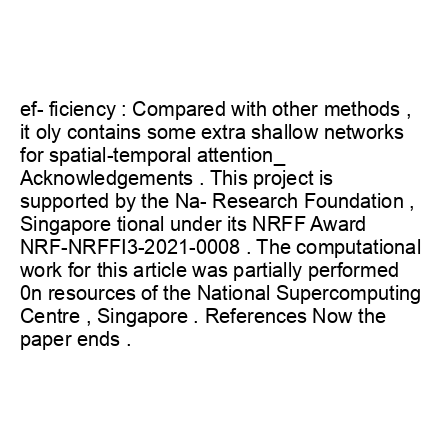 ef- ficiency : Compared with other methods ,
it oly contains some extra shallow networks
for spatial-temporal attention_
Acknowledgements . This project is
supported by the Na- Research Foundation ,
Singapore tional under its NRFF Award
NRF-NRFFI3-2021-0008 . The computational
work for this article was partially performed
0n resources of the National Supercomputing
Centre , Singapore . References Now the
paper ends .